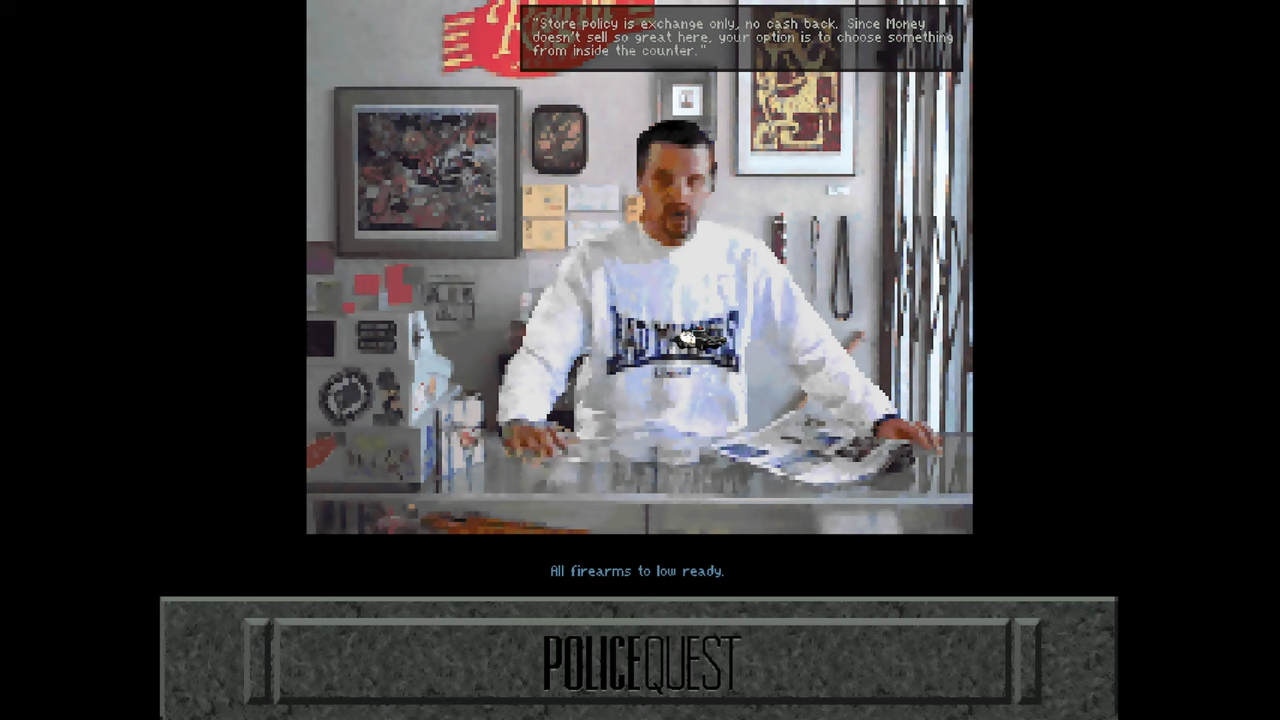 "Store policy is exchange only, no cash back. Since Money
doesn't sell so great here, your option is to choose something
from inside the counter."
All firearms to low ready.
POLICEQUEST